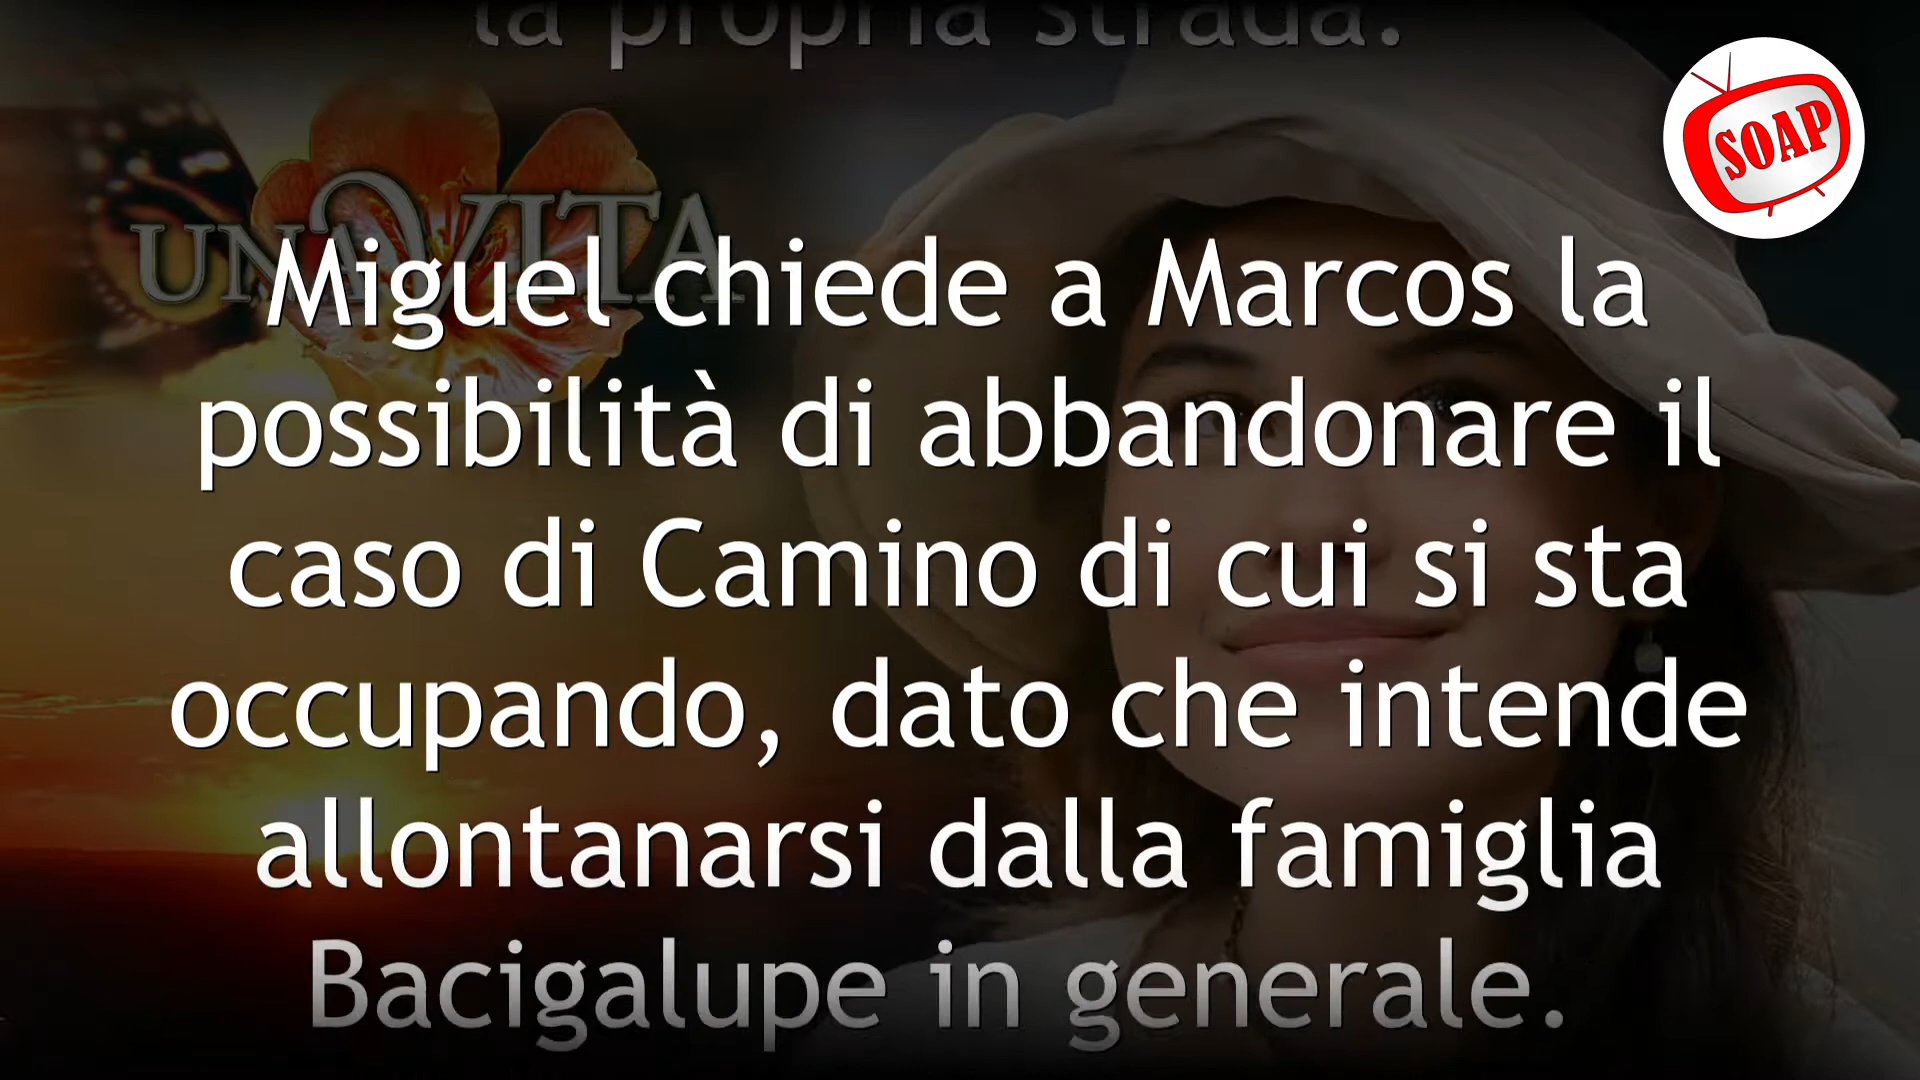 la propria strada.
SOAP
UNA VITA
Miguel chiede a Marcos la
possibilità di abbandonare il
caso di Camino di cui si sta
occupando, dato che intende
allontanarsi dalla famiglia
Bacigalupe in generale.